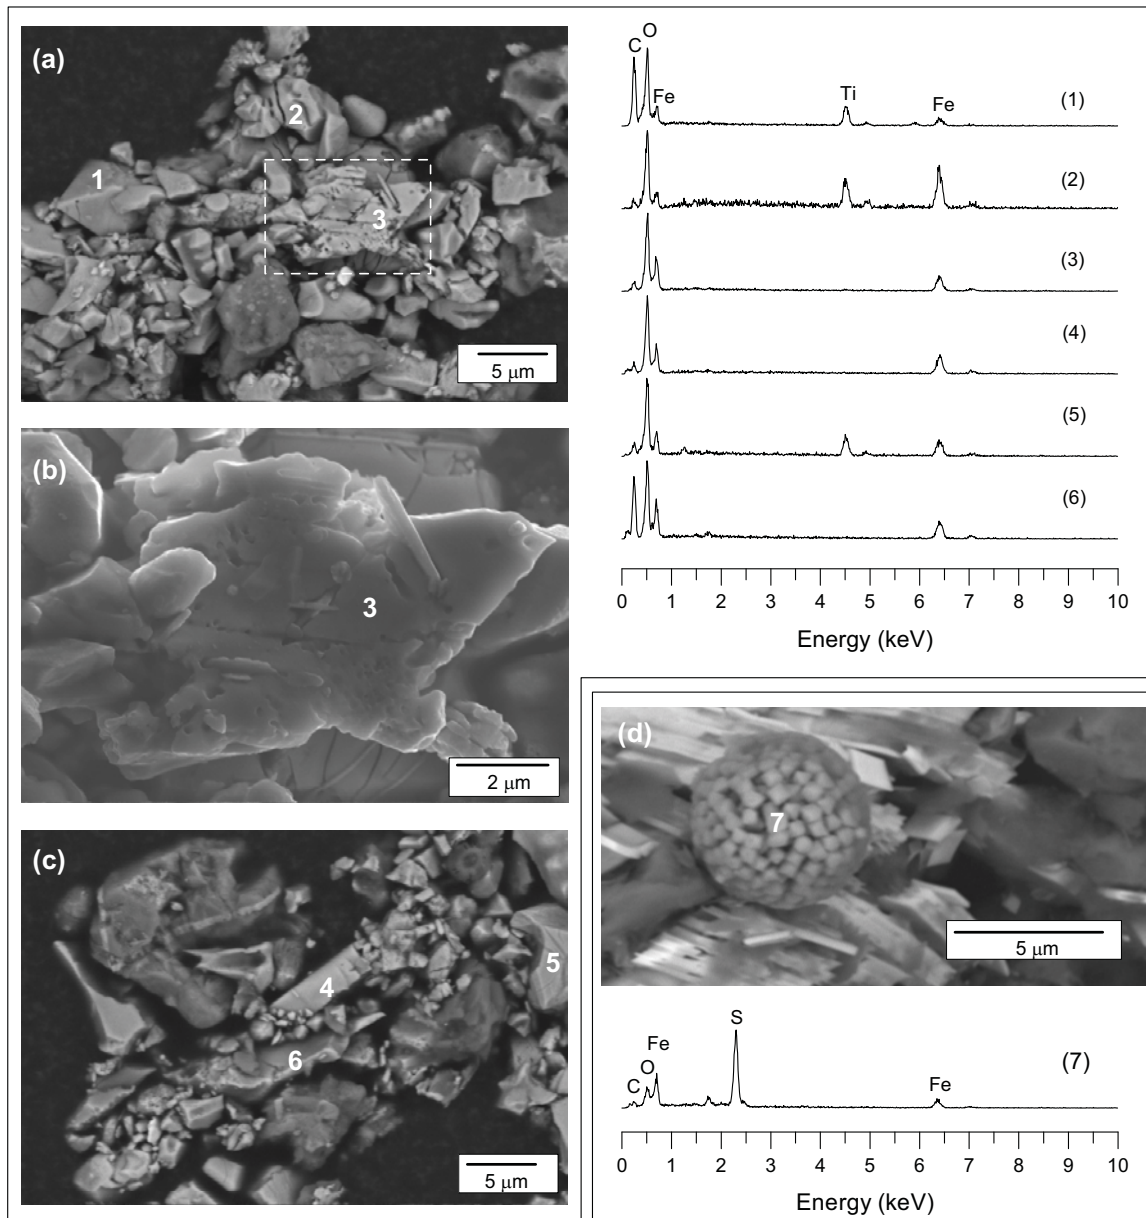 (a)
2
1
3
5 μm
(b)
3
2 μm
(c)
5
4
6
5 μm
O
C
Fe
Ti
Fe
(1)
(2)
(3)
(4)
(5)
(6)
0 1 2 3 4 5 6 7 8 9 10
Energy (keV)
(d)
7
5 μm
S
Fe
O
C
Fe
(7)
0 1 2 3 4 5 6 7 8 9 10
Energy (keV)